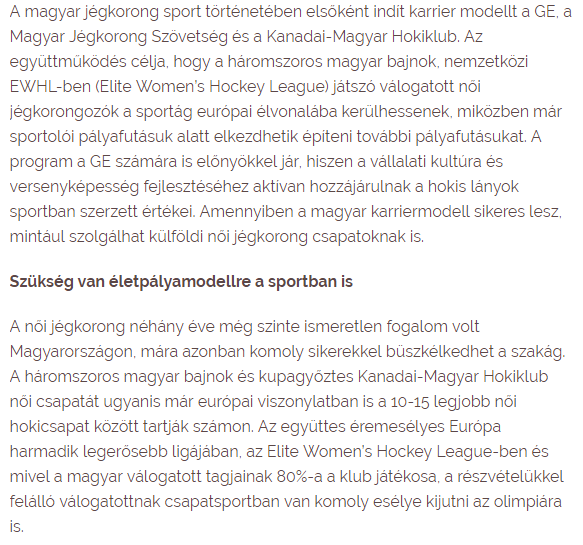 A magyar jégkorong sport történetében elsőként indít karrier modellt a GE, a
Magyar Jégkorong Szövetség és a Kanadai-Magyar Hokiklub. Az
együttműködés célja, hogy a háromszoros magyar bajnok, nemzetközi
EWHL-ben (Elite Women's Hockey League) játszó válogatott női
jégkorongozók a sportág európai élvonalába kerülhessenek, miközben már
sportolói pályafutásuk alatt elkezdhetik építeni további pályafutásukat. A
program a GE számára is előnyökkel jár, hiszen a vállalati kultúra és
versenyképesség fejlesztéséhez aktívan hozzájárulnak a hokis lányok
sportban szerzett értékei. Amennyiben a magyar karriermodell sikeres lesz,
mintául szolgálhat külföldi női jégkorong csapatoknak is.
Szükség van életpályamodellre a sportban is
A női jégkorong néhány éve még szinte ismeretlen fogalom volt
Magyarországon, mára azonban komoly sikerekkel büszkélkedhet a szakág.
A háromszoros magyar bajnok és kupagyőztes Kanadai-Magyar Hokiklub
női csapatát ugyanis már európai viszonylatban is a 10-15 legjobb női
hokicsapat között tartják számon. Az együttes éremesélyes Európa
harmadik legerősebb ligájában, az Elite Women's Hockey League-ben és
mivel a magyar válogatott tagjainak 80%-a a klub játékosa, a részvételükkel
felálló válogatottnak csapatsportban van komoly esélye kijutni az olimpiára
is.